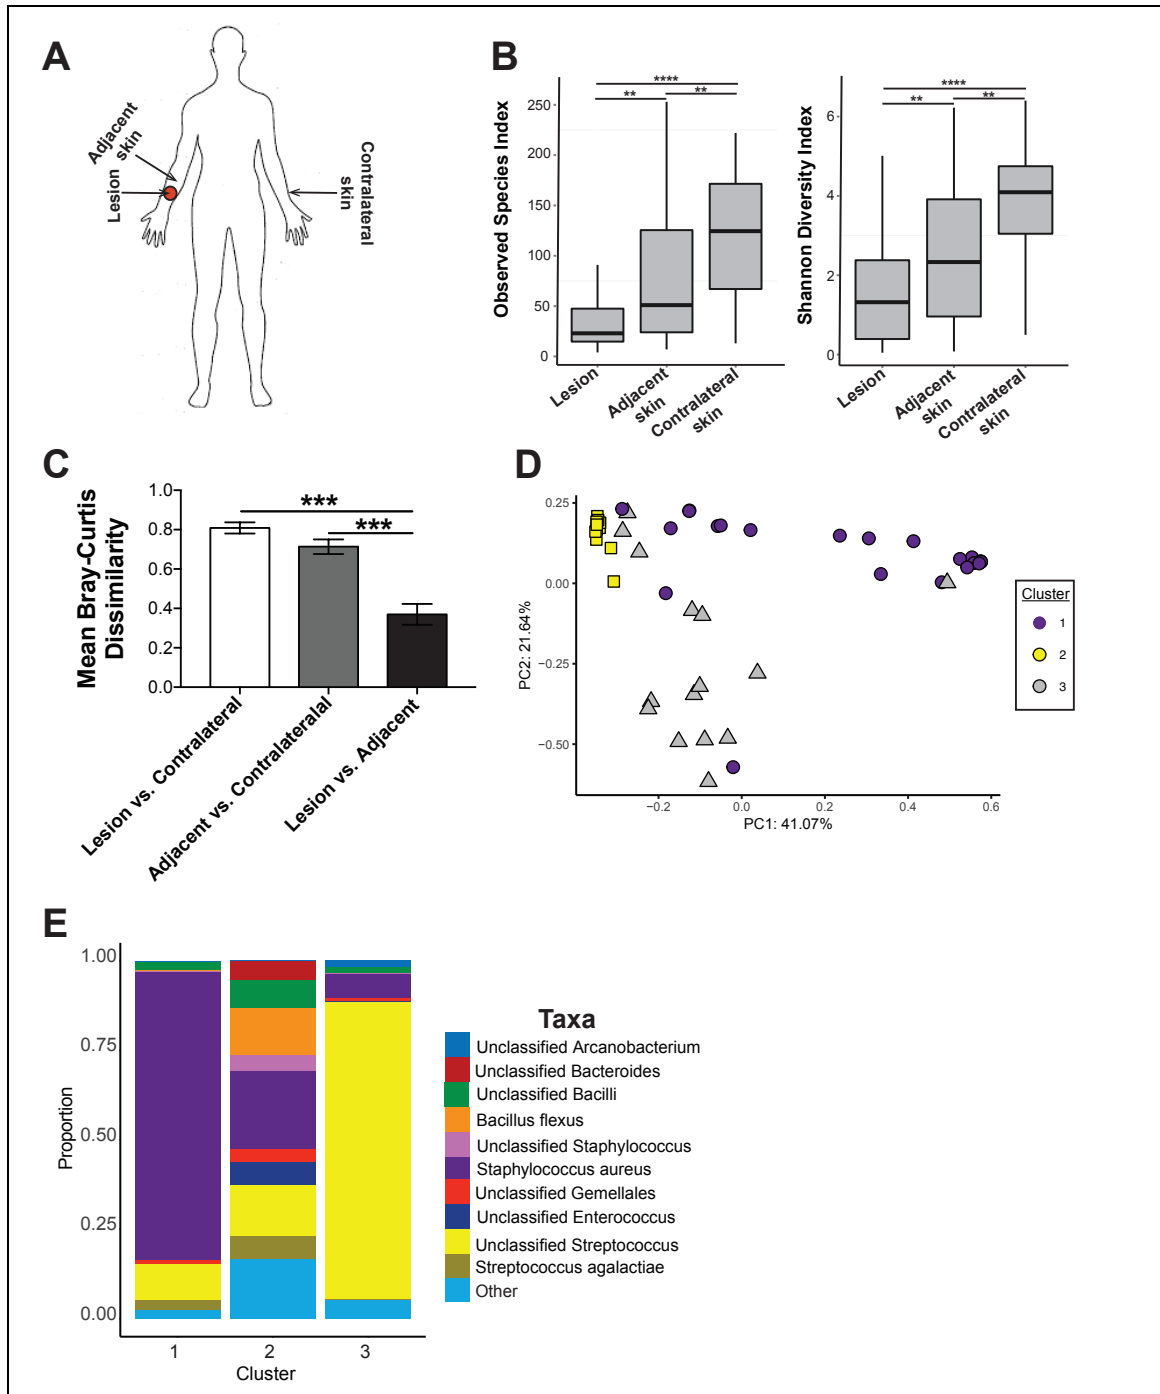 A
Adjacent
skin
Lesion
Contralateral
skin
B
Observed Species Index
250
200
150
100
50
0
****
**
**
Lesion
Adjacent
skin
Contralateral
skin
Shannon Diversity Index
6
4
2
0
****
**
**
Lesion
Adjacent
skin
Contralateral
skin
C
Mean Bray-Curtis
Dissimilarity
1.0
0.8
0.6
0.4
0.2
0.0
***
***
Lesion vs. Contralateral
Adjacent vs. Contralateralal
Lesion vs. Adjacent
D
PC2: 21.64%
0.25
0.00
−0.25
−0.50
−0.2
0.0
0.2
0.4
0.6
PC1: 41.07%
Cluster
1
2
3
E
Proportion
1.00
0.75
0.50
0.25
0.00
1
2
3
Cluster
Taxa
Unclassified Arcanobacterium
Unclassified Bacteroides
Unclassified Bacilli
Bacillus flexus
Unclassified Staphylococcus
Staphylococcus aureus
Unclassified Gemellales
Unclassified Enterococcus
Unclassified Streptococcus
Streptococcus agalactiae
Other